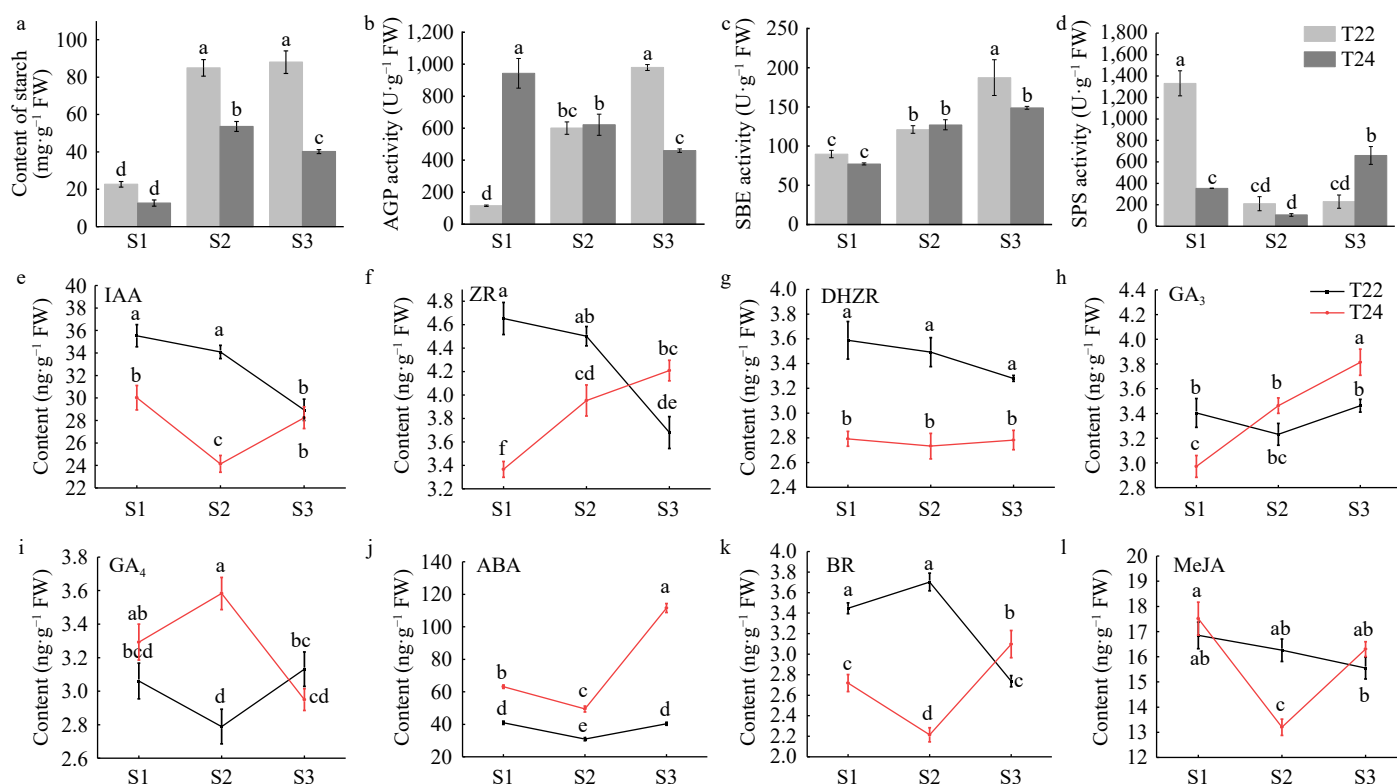 a
Content of starch
(mg·g⁻¹ FW)
100
80
60
40
20
0
d
d
a
b
a
c
S1
S2
S3
b
AGP activity (U·g⁻¹ FW)
1,200
1,000
800
600
400
200
0
d
a
bc
b
a
c
S1
S2
S3
c
SBE activity (U·g⁻¹ FW)
250
200
150
100
50
0
c
c
b
b
a
b
S1
S2
S3
d
SPS activity (U·g⁻¹ FW)
1,800
1,600
1,400
1,200
1,000
800
600
400
200
0
a
c
cd
d
cd
b
S1
S2
S3
T22
T24
e
IAA
Content (ng·g⁻¹ FW)
38
36
34
32
30
28
26
24
22
a
a
b
b
c
b
S1
S2
S3
f
ZR
Content (ng·g⁻¹ FW)
4.8
4.6
4.4
4.2
4.0
3.8
3.6
3.4
3.2
a
ab
bc
cd
de
f
S1
S2
S3
g
DHZR
Content (ng·g⁻¹ FW)
4.0
3.8
3.6
3.4
3.2
3.0
2.8
2.6
2.4
a
a
a
b
b
b
S1
S2
S3
h
GA₃
Content (ng·g⁻¹ FW)
4.2
4.0
3.8
3.6
3.4
3.2
3.0
2.8
b
b
a
b
c
bc
S1
S2
S3
T22
T24
i
GA₄
Content (ng·g⁻¹ FW)
3.8
3.6
3.4
3.2
3.0
2.8
2.6
ab
a
bcd
bc
d
cd
S1
S2
S3
j
ABA
Content (ng·g⁻¹ FW)
140
120
100
80
60
40
20
a
b
c
d
e
d
S1
S2
S3
k
BR
Content (ng·g⁻¹ FW)
4.0
3.8
3.6
3.4
3.2
3.0
2.8
2.6
2.4
2.2
2.0
a
a
b
c
d
c
S1
S2
S3
l
MeJA
Content (ng·g⁻¹ FW)
20
19
18
17
16
15
14
13
12
a
ab
ab
ab
c
b
S1
S2
S3